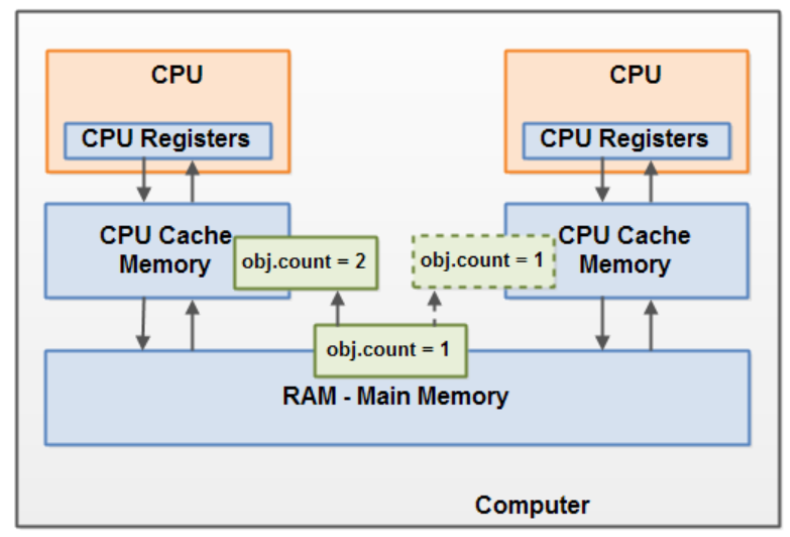 CPU
CPU
CPU Registers
CPU Registers
CPU Cache
Memory
obj.count = 2
obj.count = 1
CPU Cache
Memory
obj.count = 1
RAM - Main Memory
Computer